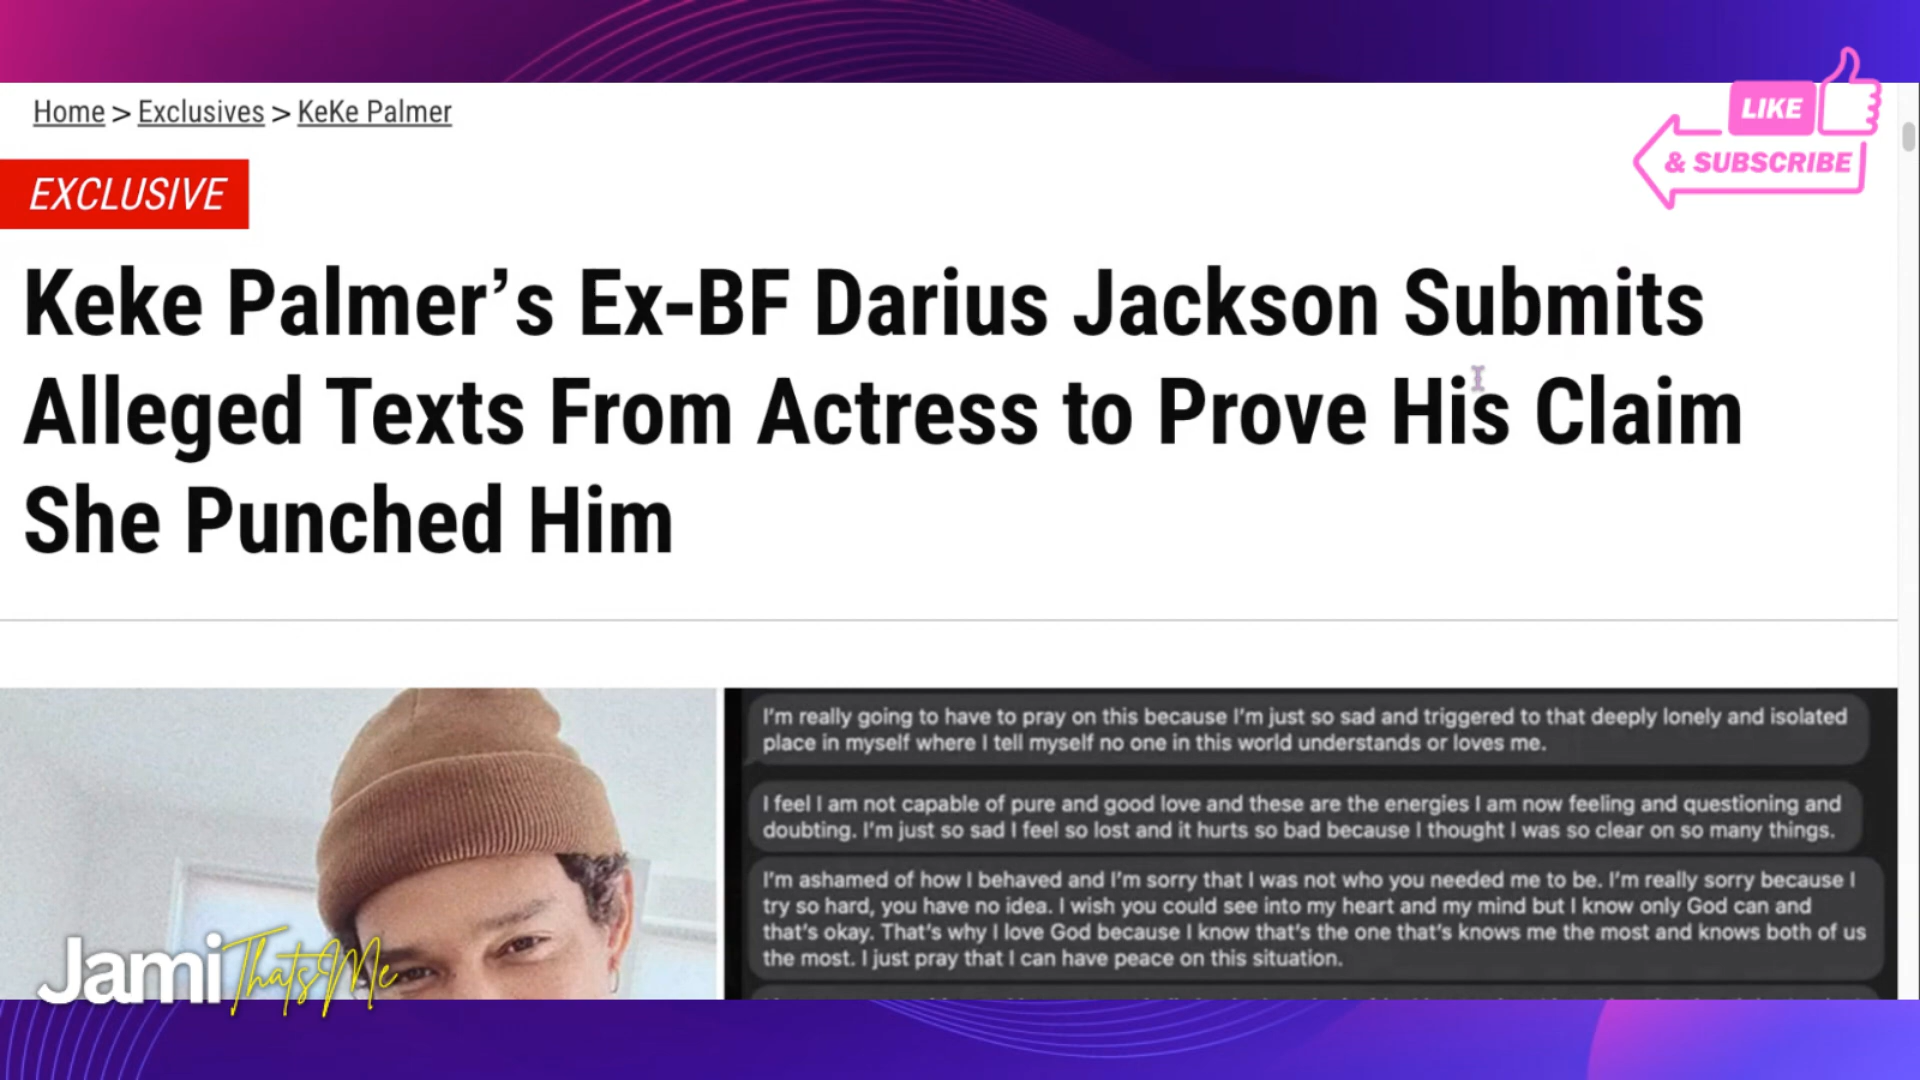 Home > Exclusives > KeKe Palmer
LIKE
& SUBSCRIBE
EXCLUSIVE
Keke Palmer’s Ex-BF Darius Jackson Submits
Alleged Texts From Actress to Prove His Claim
She Punched Him
I'm really going to have to pray on this because I'm just so sad and triggered to that deeply lonely and isolated
place in myself where I tell myself no one in this world understands or loves me.
I feel I am not capable of pure and good love and these are the energies I am now feeling and questioning and
doubting. I'm just so sad I feel so lost and it hurts so bad because I thought I was so clear on so many things.
I'm ashamed of how I behaved and I'm sorry that I was not who you needed me to be. I'm really sorry because I
try so hard, you have no idea. I wish you could see into my heart and my mind but I know only God can and
that's okay. That's why I love God because I know that's the one that's knows me the most and knows both of us
the most. I just pray that I can have peace on this situation.
Jami ThatsMe